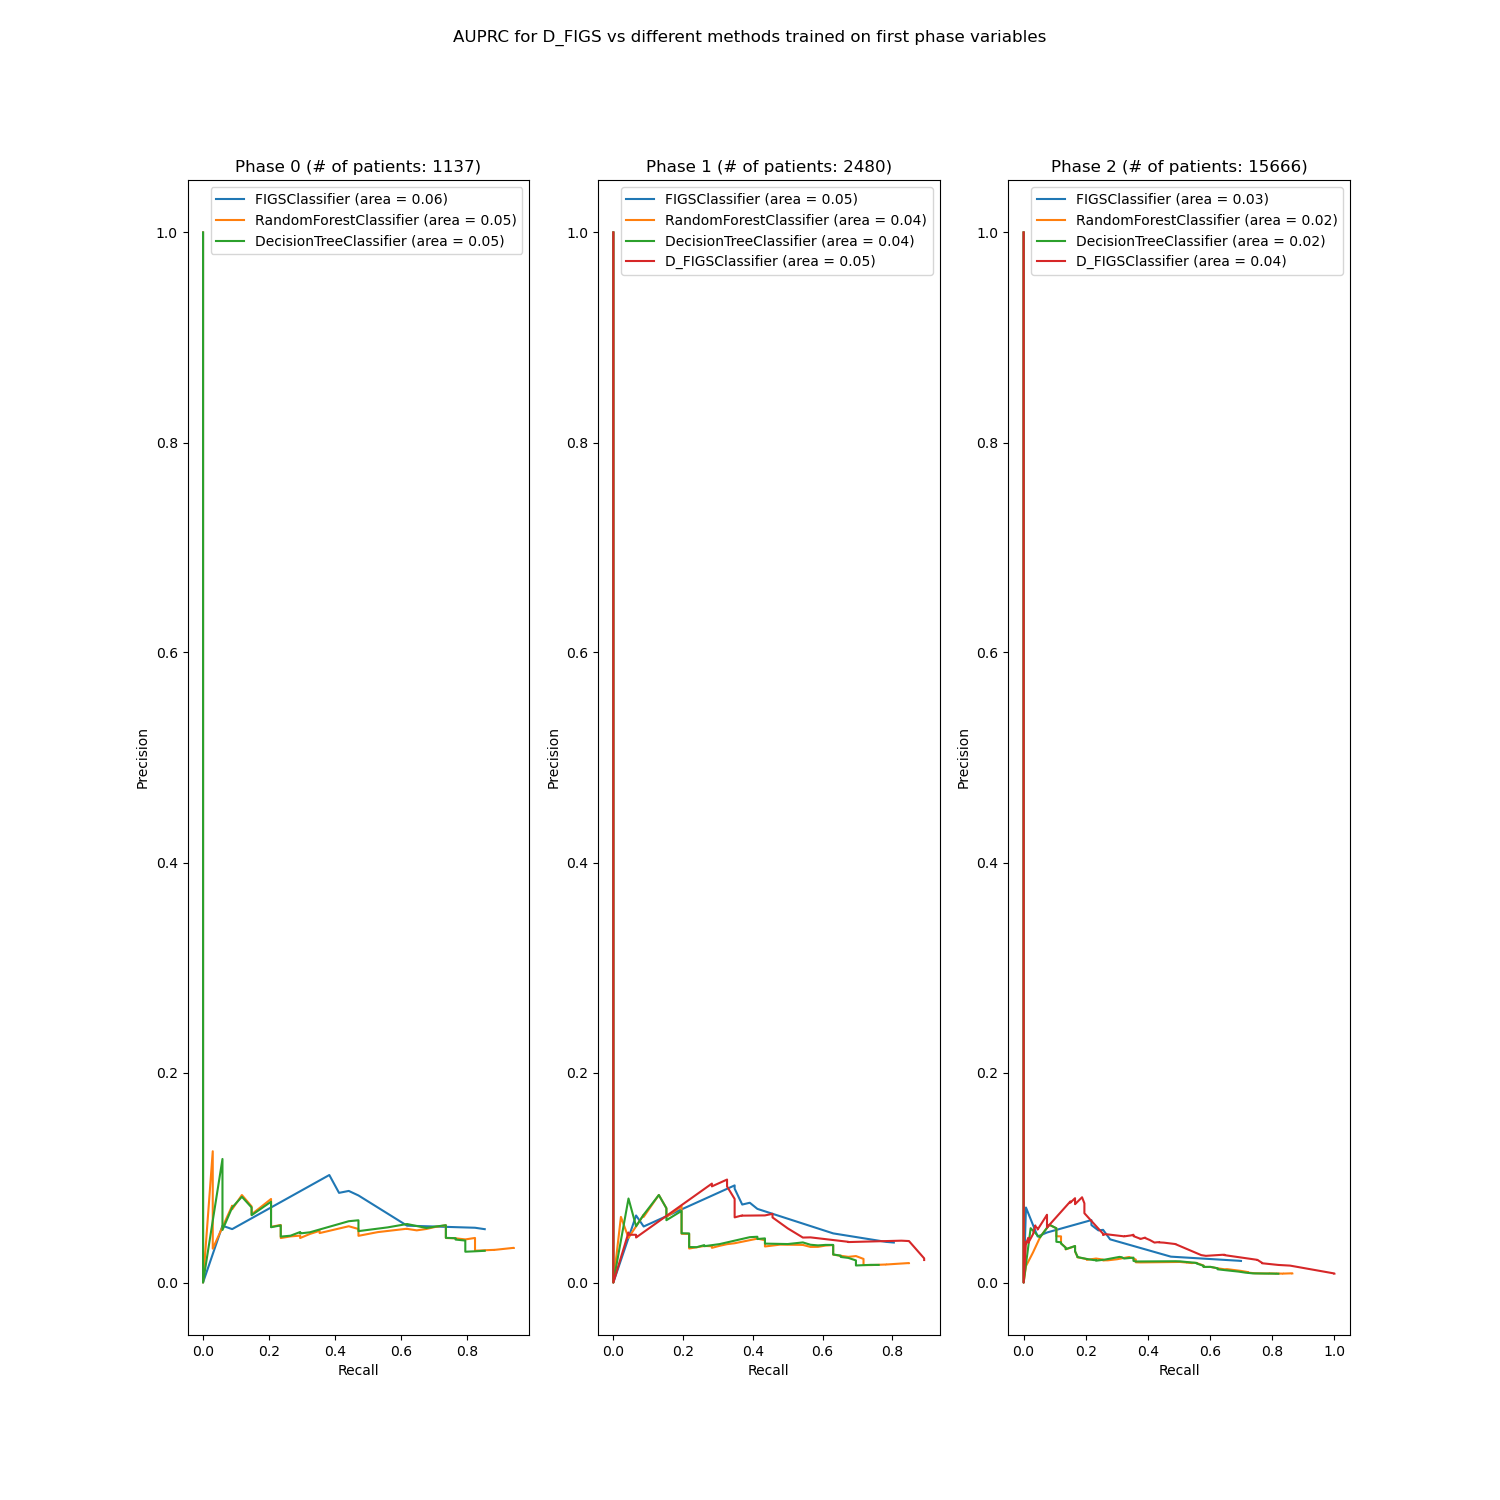 AUPRC for D_FIGS vs different methods trained on first phase variables
Phase 0 (# of patients: 1137)
FIGSClassifier (area = 0.06)
RandomForestClassifier (area = 0.05)
DecisionTreeClassifier (area = 0.05)
1.0
0.8
0.6
0.4
0.2
0.0
Precision
0.0 0.2 0.4 0.6 0.8
Recall
Phase 1 (# of patients: 2480)
FIGSClassifier (area = 0.05)
RandomForestClassifier (area = 0.04)
DecisionTreeClassifier (area = 0.04)
D_FIGSClassifier (area = 0.05)
1.0
0.8
0.6
0.4
0.2
0.0
Precision
0.0 0.2 0.4 0.6 0.8
Recall
Phase 2 (# of patients: 15666)
FIGSClassifier (area = 0.03)
RandomForestClassifier (area = 0.02)
DecisionTreeClassifier (area = 0.02)
D_FIGSClassifier (area = 0.04)
1.0
0.8
0.6
0.4
0.2
0.0
Precision
0.0 0.2 0.4 0.6 0.8 1.0
Recall